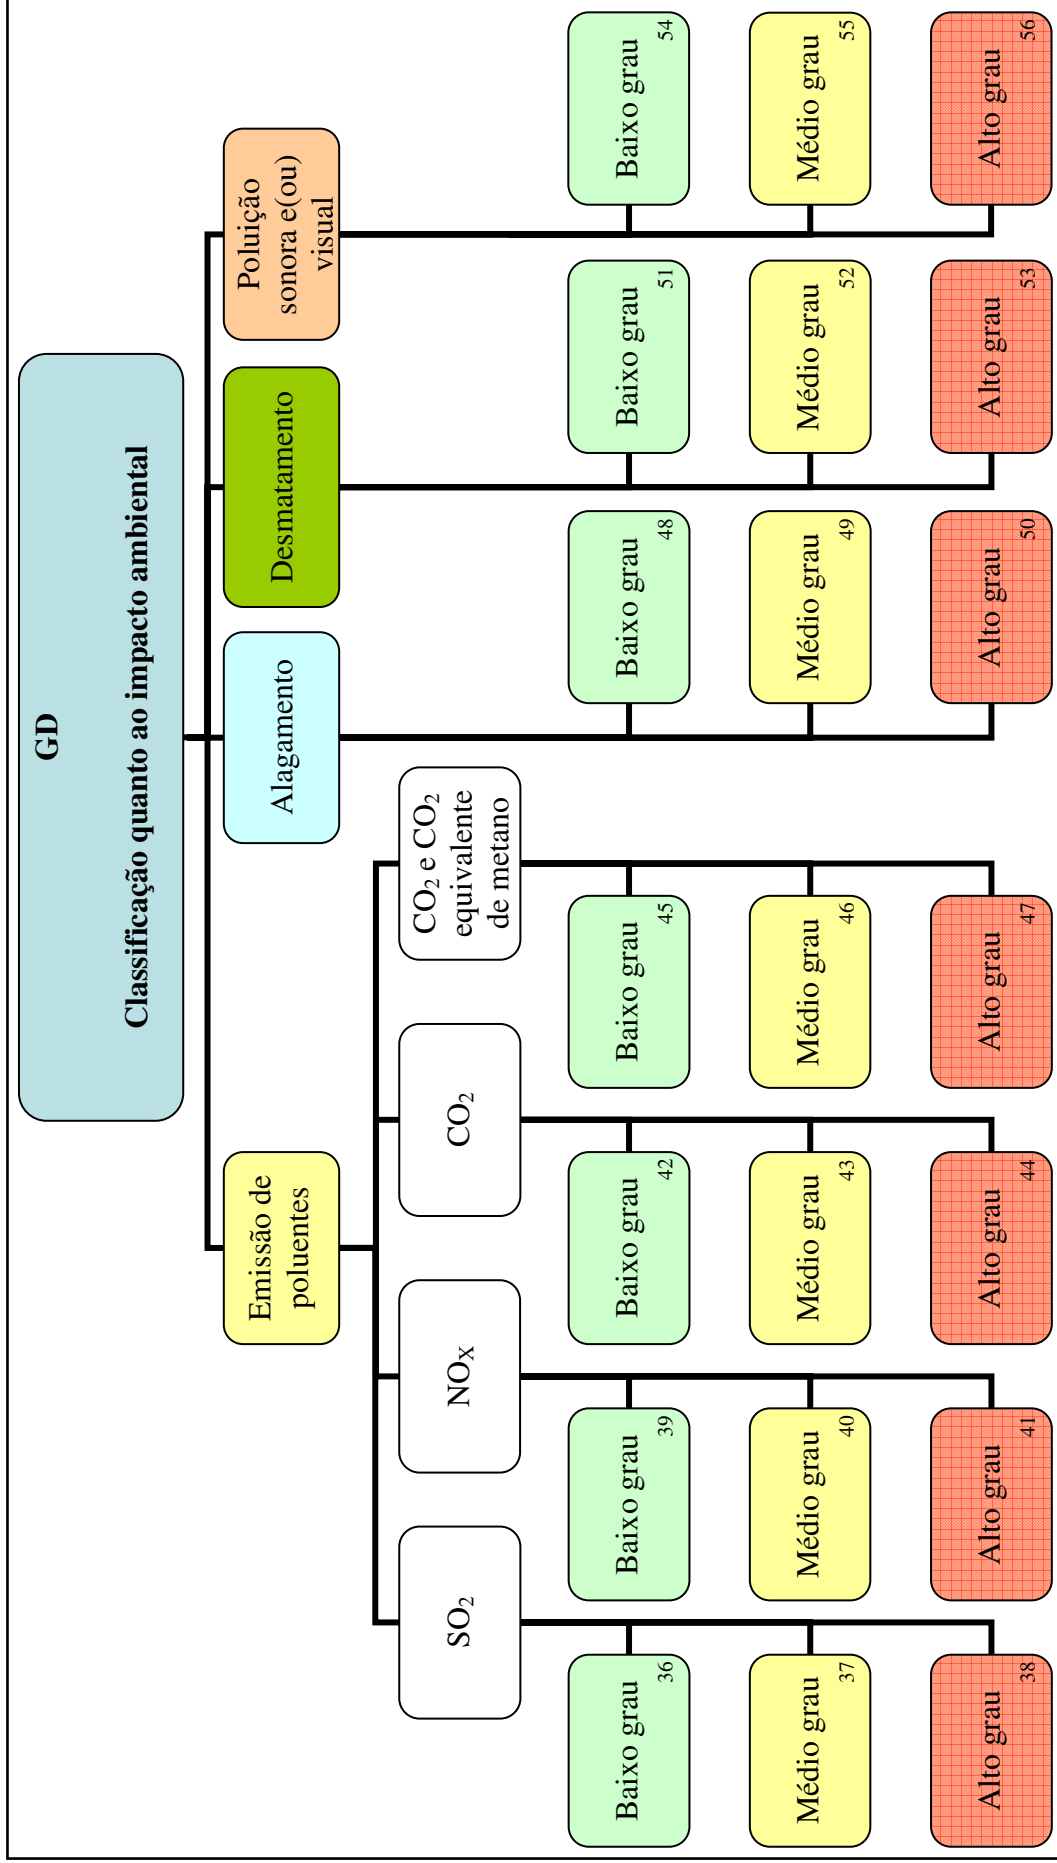 GD
Classificação quanto ao impacto ambiental
Emissão de
poluentes
Alagamento
Desmatamento
Poluição
sonora e(ou)
visual
SO₂
NOₓ
CO₂
CO₂ e CO₂
equivalente
de metano
Baixo grau
36
Baixo grau
39
Baixo grau
42
Baixo grau
45
Baixo grau
48
Baixo grau
51
Baixo grau
54
Médio grau
37
Médio grau
40
Médio grau
43
Médio grau
46
Médio grau
49
Médio grau
52
Médio grau
55
Alto grau
38
Alto grau
41
Alto grau
44
Alto grau
47
Alto grau
50
Alto grau
53
Alto grau
56